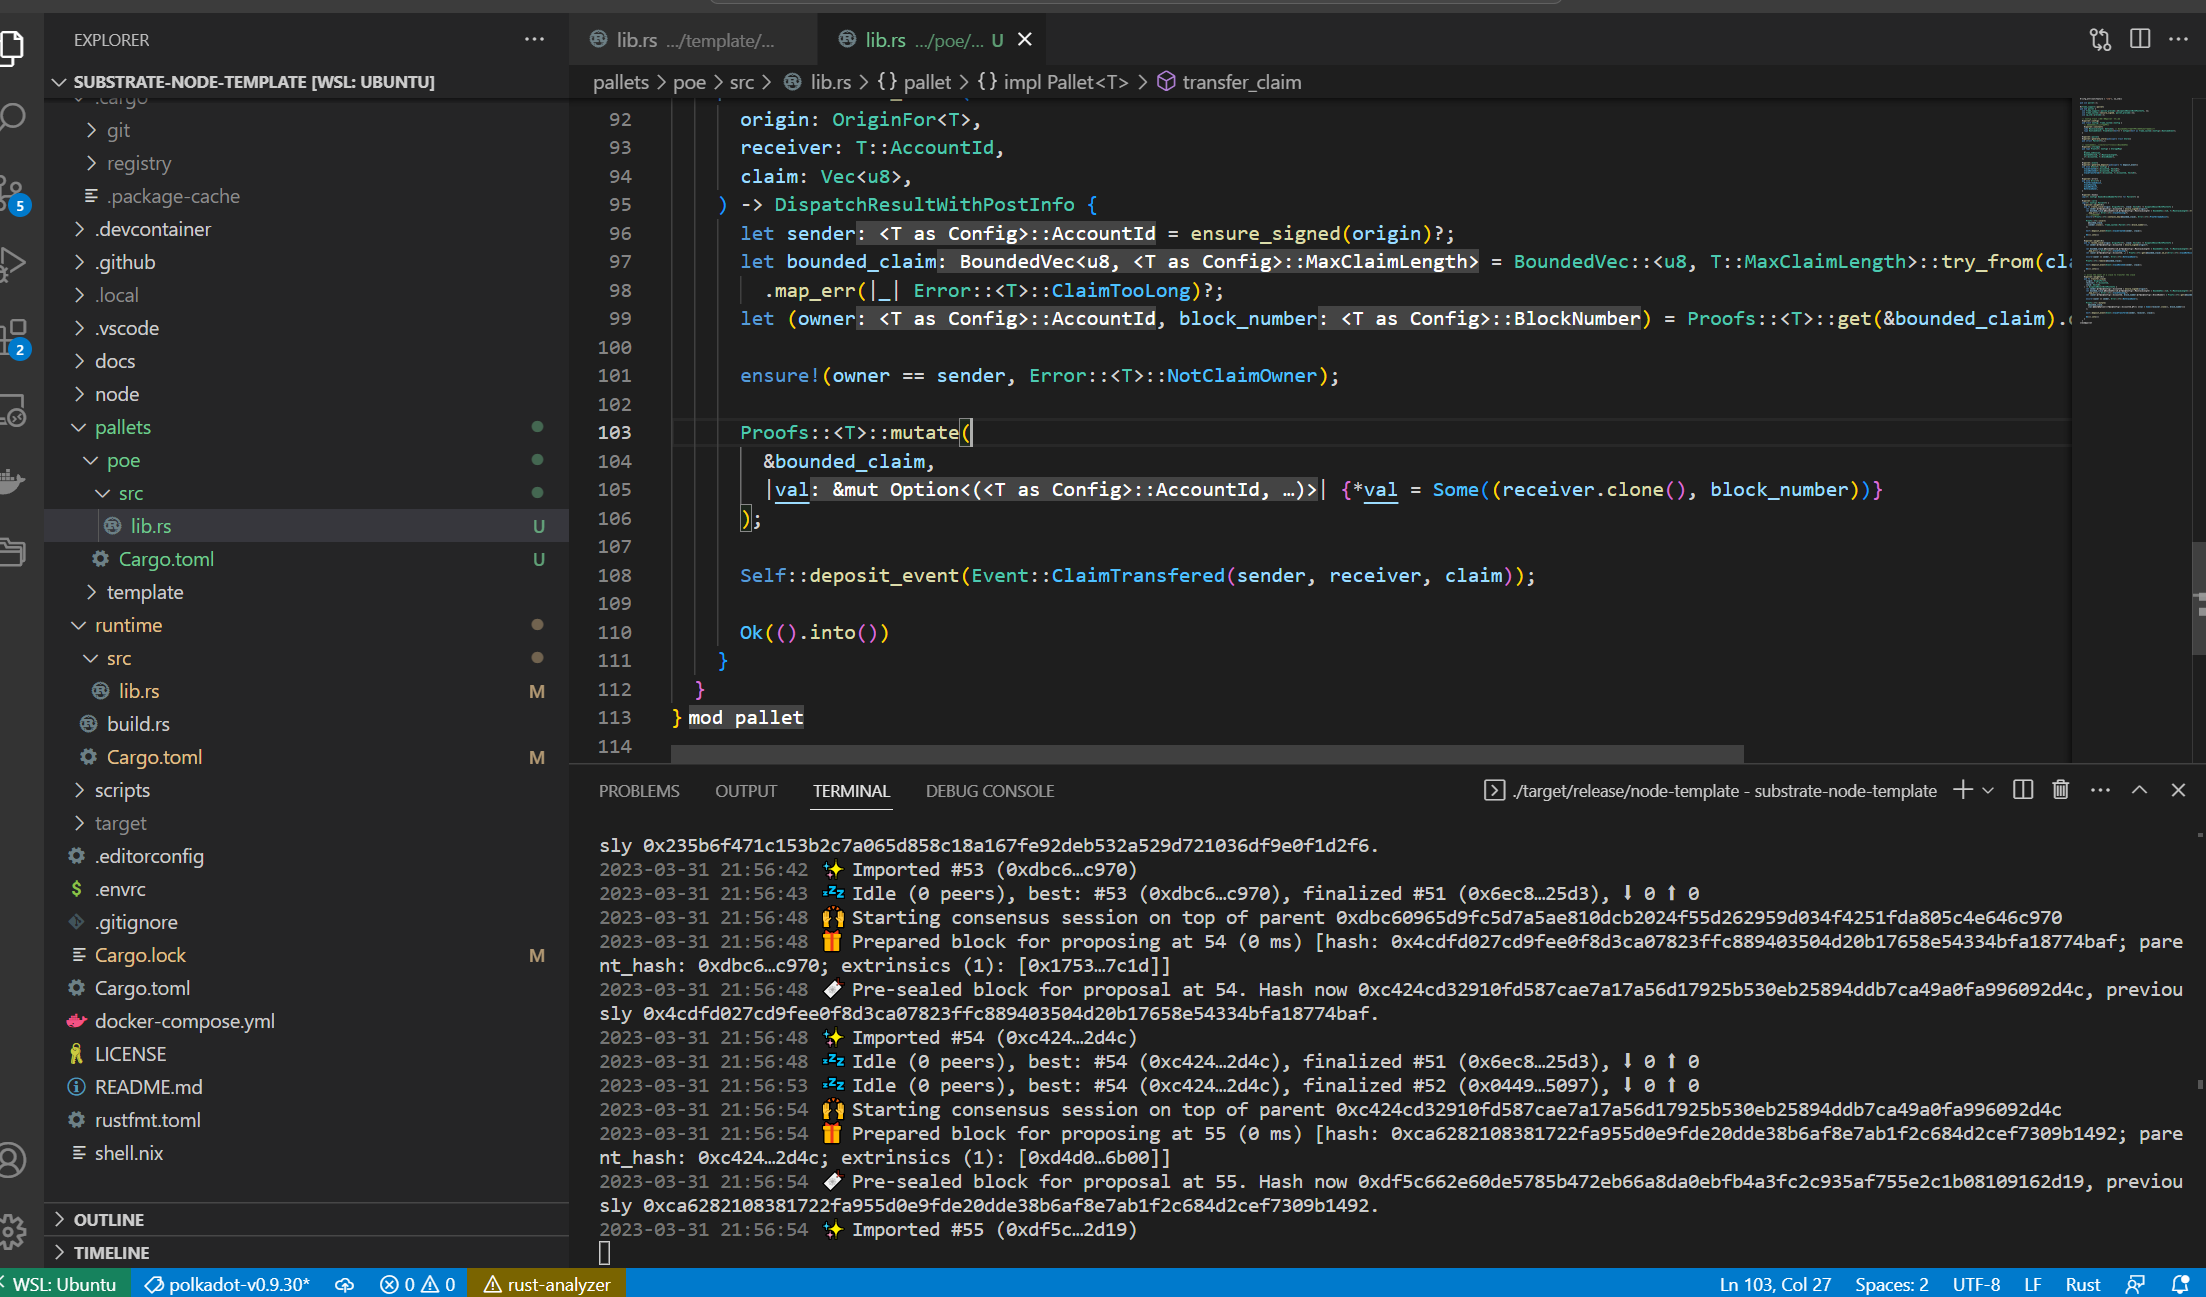 EXPLORER
SUBSTRATE-NODE-TEMPLATE [WSL: UBUNTU]
.cargo
git
registry
.package-cache
.devcontainer
.github
.local
.vscode
docs
node
pallets
poe
src
lib.rs U
Cargo.toml U
template
runtime
src
lib.rs M
build.rs
Cargo.toml M
scripts
target
.editorconfig
.envrc
.gitignore
Cargo.lock M
Cargo.toml
docker-compose.yml
LICENSE
README.md
rustfmt.toml
shell.nix
OUTLINE
TIMELINE
5
2
lib.rs .../template/...
lib.rs .../poe/... U
pallets > poe > src > lib.rs > {} pallet > {} impl Pallet<T> > transfer_claim
92 origin: OriginFor<T>,
93 receiver: T::AccountId,
94 claim: Vec<u8>,
95 ) -> DispatchResultWithPostInfo {
96 let sender: <T as Config>::AccountId = ensure_signed(origin)?;
97 let bounded_claim: BoundedVec<u8, <T as Config>::MaxClaimLength> = BoundedVec::<u8, T::MaxClaimLength>::try_from(cla
98 .map_err(|_| Error::<T>::ClaimTooLong)?;
99 let (owner: <T as Config>::AccountId, block_number: <T as Config>::BlockNumber) = Proofs::<T>::get(&bounded_claim).
100
101 ensure!(owner == sender, Error::<T>::NotClaimOwner);
102
103 Proofs::<T>::mutate(
104 &bounded_claim,
105 |val: &mut Option<(<T as Config>::AccountId, …)>| {*val = Some((receiver.clone(), block_number))}
106 );
107
108 Self::deposit_event(Event::ClaimTransfered(sender, receiver, claim));
109
110 Ok(().into())
111 }
112 }
113 } mod pallet
114
PROBLEMS OUTPUT TERMINAL DEBUG CONSOLE
./target/release/node-template - substrate-node-template
sly 0x235b6f471c153b2c7a065d858c18a167fe92deb532a529d721036df9e0f1d2f6.
2023-03-31 21:56:42 ✨ Imported #53 (0xdbc6…c970)
2023-03-31 21:56:43 💤 Idle (0 peers), best: #53 (0xdbc6…c970), finalized #51 (0x6ec8…25d3), ⬇ 0 ⬆ 0
2023-03-31 21:56:48 🙌 Starting consensus session on top of parent 0xdbc60965d9fc5d7a5ae810dcb2024f55d262959d034f4251fda805c4e646c970
2023-03-31 21:56:48 🎁 Prepared block for proposing at 54 (0 ms) [hash: 0x4cdfd027cd9fee0f8d3ca07823ffc889403504d20b17658e54334bfa18774baf; pare
nt_hash: 0xdbc6…c970; extrinsics (1): [0x1753…7c1d]]
2023-03-31 21:56:48 🔖 Pre-sealed block for proposal at 54. Hash now 0xc424cd32910fd587cae7a17a56d17925b530eb25894ddb7ca49a0fa996092d4c, previou
sly 0x4cdfd027cd9fee0f8d3ca07823ffc889403504d20b17658e54334bfa18774baf.
2023-03-31 21:56:48 ✨ Imported #54 (0xc424…2d4c)
2023-03-31 21:56:48 💤 Idle (0 peers), best: #54 (0xc424…2d4c), finalized #51 (0x6ec8…25d3), ⬇ 0 ⬆ 0
2023-03-31 21:56:53 💤 Idle (0 peers), best: #54 (0xc424…2d4c), finalized #52 (0x0449…5097), ⬇ 0 ⬆ 0
2023-03-31 21:56:54 🙌 Starting consensus session on top of parent 0xc424cd32910fd587cae7a17a56d17925b530eb25894ddb7ca49a0fa996092d4c
2023-03-31 21:56:54 🎁 Prepared block for proposing at 55 (0 ms) [hash: 0xca6282108381722fa955d0e9fde20dde38b6af8e7ab1f2c684d2cef7309b1492; pare
nt_hash: 0xc424…2d4c; extrinsics (1): [0xd4d0…6b00]]
2023-03-31 21:56:54 🔖 Pre-sealed block for proposal at 55. Hash now 0xdf5c662e60de5785b472eb66a8da0ebfb4a3fc2c935af755e2c1b08109162d19, previou
sly 0xca6282108381722fa955d0e9fde20dde38b6af8e7ab1f2c684d2cef7309b1492.
2023-03-31 21:56:54 ✨ Imported #55 (0xdf5c…2d19)
WSL: Ubuntu polkadot-v0.9.30* 0 0 rust-analyzer Ln 103, Col 27 Spaces: 2 UTF-8 LF Rust